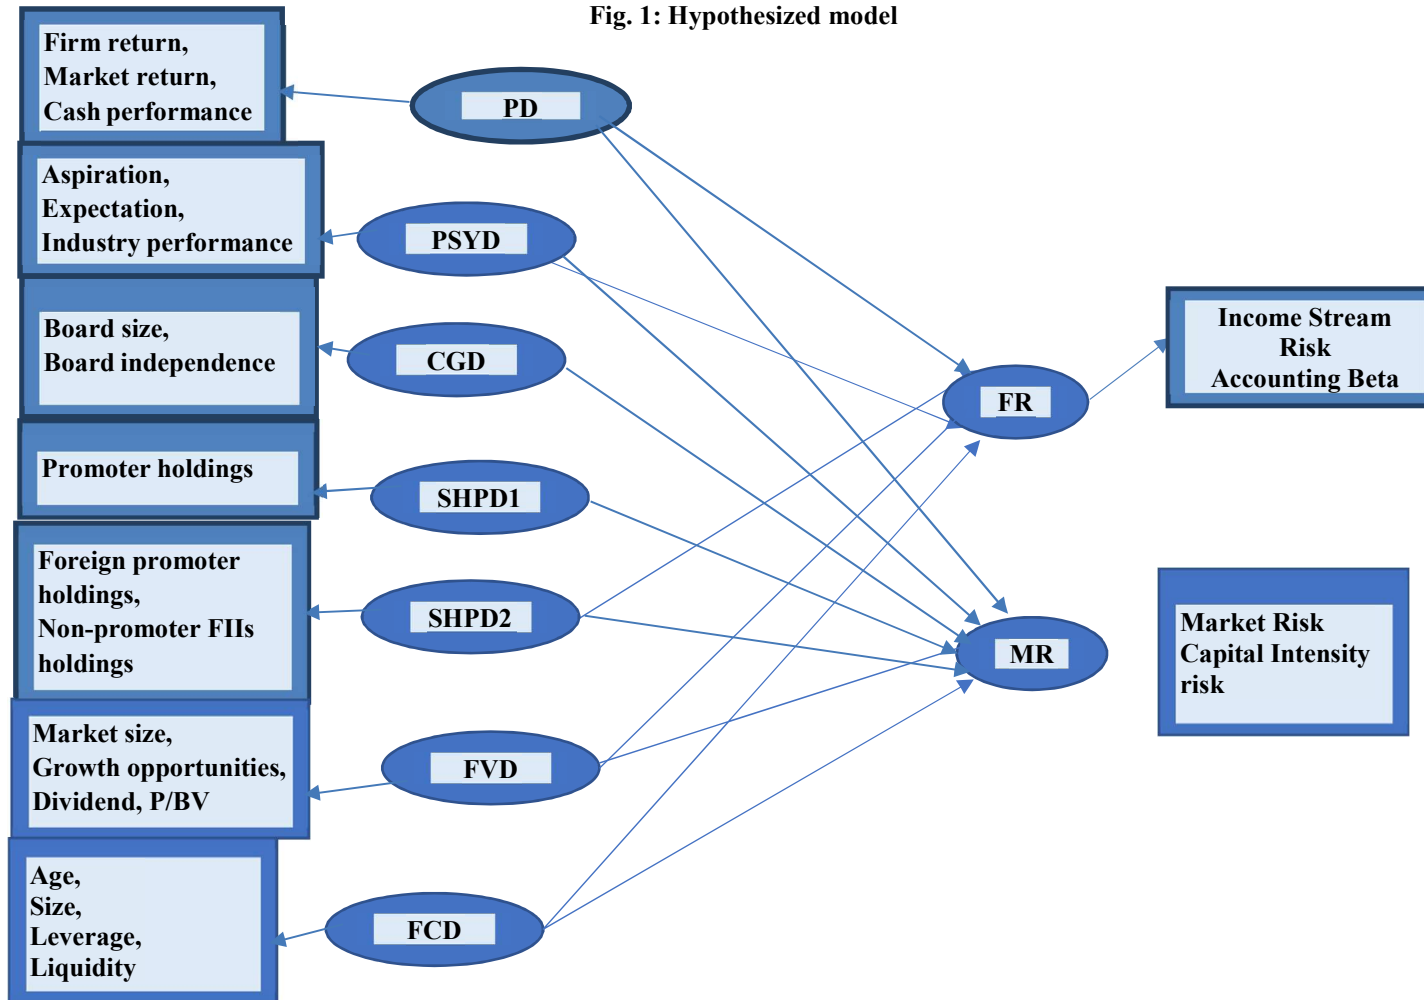 Fig. 1: Hypothesized model
Firm return,
Market return,
Cash performance
PD
Aspiration,
Expectation,
Industry performance
PSYD
Board size,
Board independence
CGD
Promoter holdings
SHPD1
Foreign promoter
holdings,
Non-promoter FIIs
holdings
SHPD2
Market size,
Growth opportunities,
Dividend, P/BV
FVD
Age,
Size,
Leverage,
Liquidity
FCD
FR
MR
Income Stream
Risk
Accounting Beta
Market Risk
Capital Intensity
risk